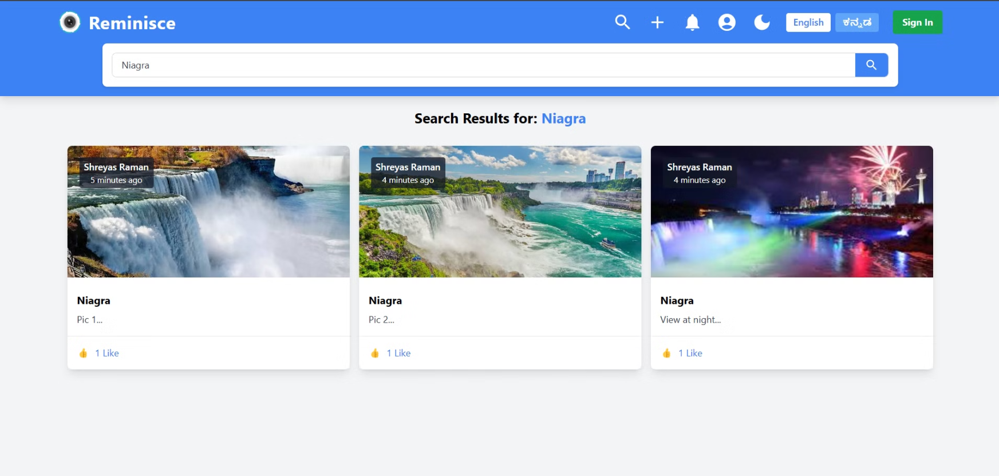 Reminisce
English
ಕನ್ನಡ
Sign In
Niagra
Search Results for: Niagra
Shreyas Raman
5 minutes ago
Niagra
Pic 1...
1 Like
Shreyas Raman
4 minutes ago
Niagra
Pic 2...
1 Like
Shreyas Raman
4 minutes ago
Niagra
View at night...
1 Like